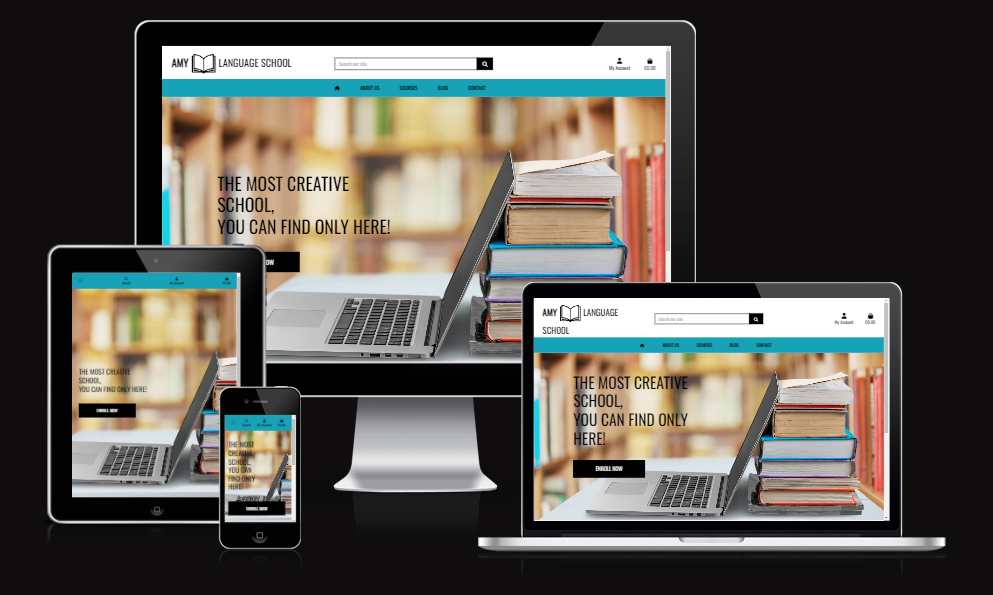 AMY LANGUAGE SCHOOL
Search our site
My Account
€0.00
ABOUT US
COURSES
BLOG
CONTACT
THE MOST CREATIVE
SCHOOL,
YOU CAN FIND ONLY HERE!
OW
Search
My Account
€0.00
THE MOST CREATIVE
SCHOOL,
YOU CAN FIND ONLY HERE!
ENROLL NOW
Search
My Account
€0.00
THE MOST
CREATIVE
SCHOOL,
YOU CAN
FIND ONLY
HERE!
ENROLL NOW
AMY LANGUAGE
SCHOOL
Search our site
My Account
€0.00
ABOUT US
COURSES
BLOG
CONTACT
THE MOST CREATIVE
SCHOOL,
YOU CAN FIND ONLY
HERE!
ENROLL NOW